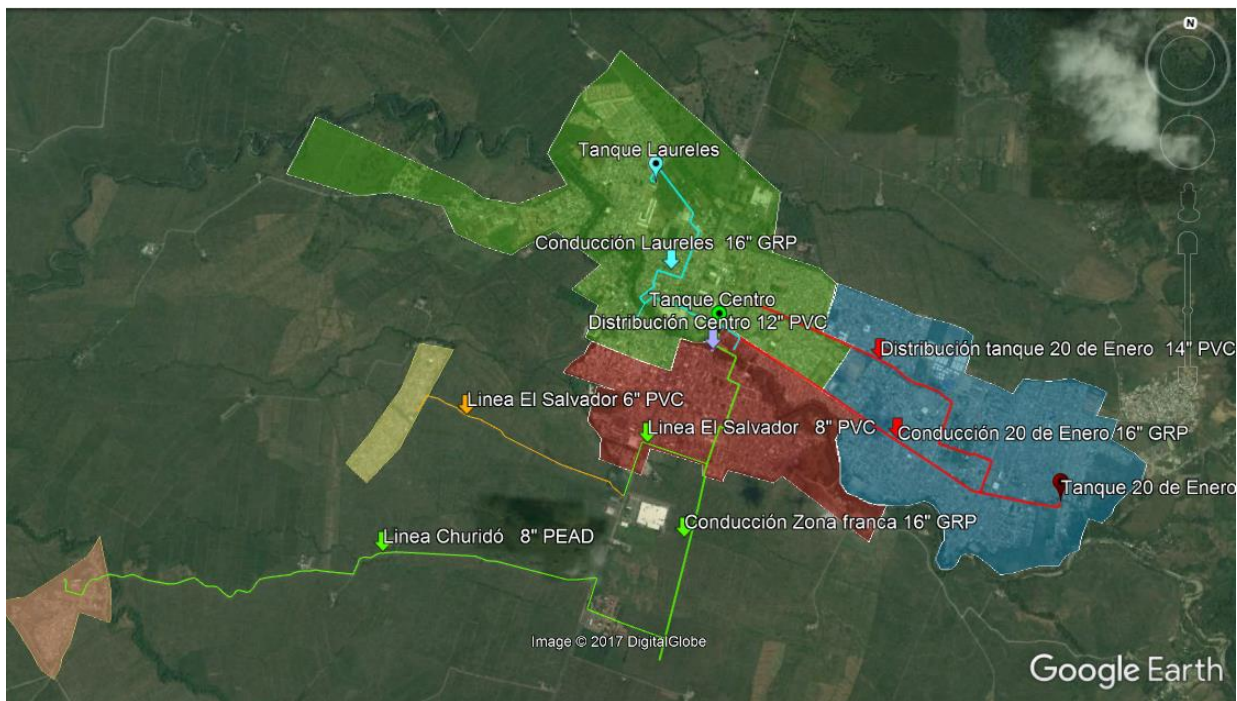 N
Tanque Laureles
Conducción Laureles  16" GRP
Tanque Centro
Distribución Centro 12" PVC
Distribución tanque 20 de Enero  14" PVC
Linea El Salvador 6" PVC
Linea El Salvador   8" PVC
Conducción 20 de Enero 16" GRP
Tanque 20 de Enero
Conducción Zona franca 16" GRP
Linea Churidó   8" PEAD
Image © 2017 DigitalGlobe
Google Earth